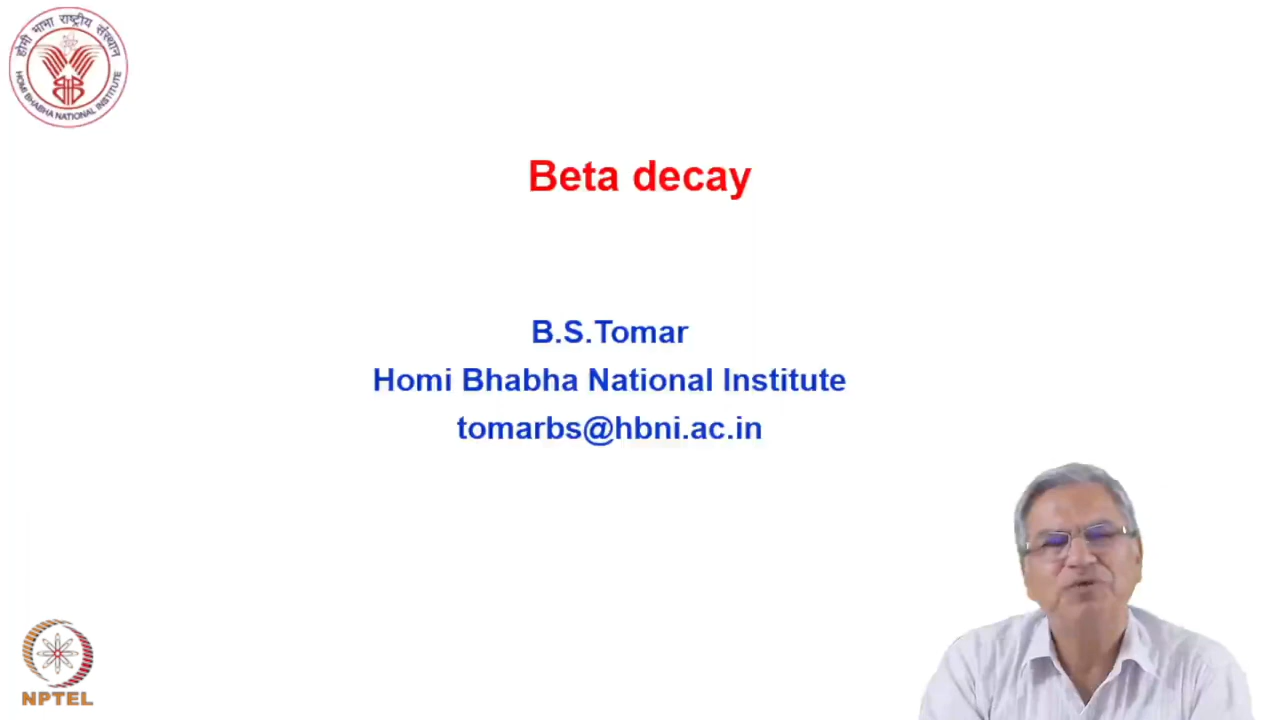 होमी भाभा राष्ट्रीय संस्थान
HOMI BHABHA NATIONAL INSTITUTE
Beta decay
B.S.Tomar
Homi Bhabha National Institute
tomarbs@hbni.ac.in
NPTEL